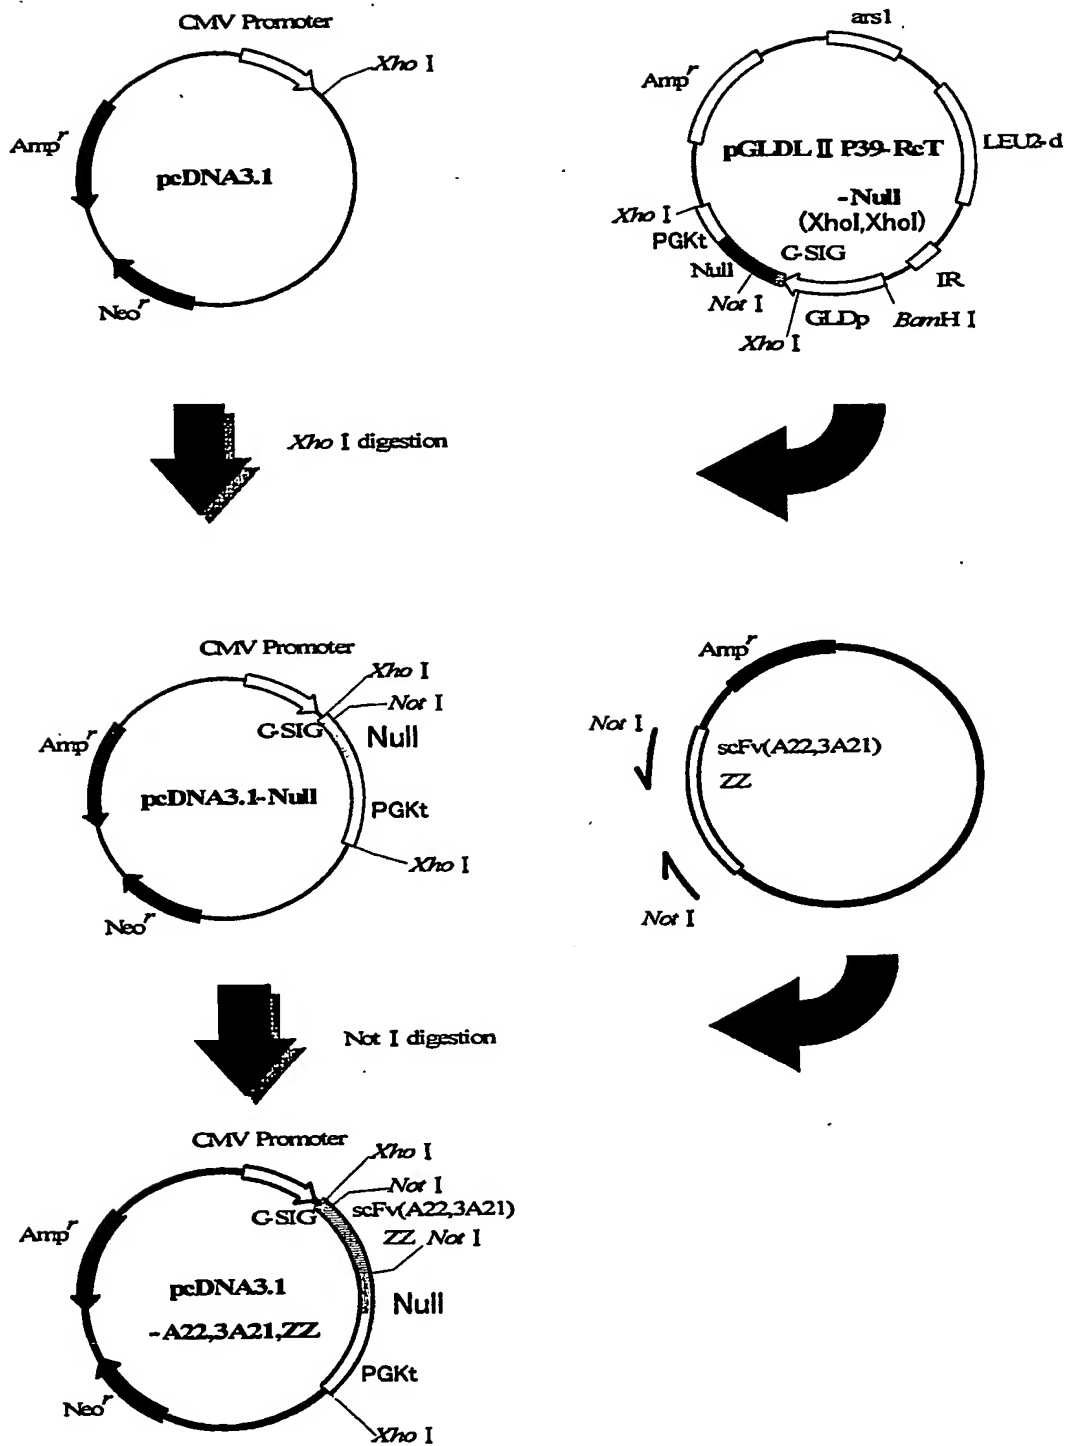 CMV Promoter
Xho I
Amp^r
pcDNA3.1
Neo^r
ars1
Amp^r
LEU2-d
pGLDL II P39-RcT
-Null
(XhoI,XhoI)
Xho I
PGKt
G-SIG
Null
IR
Not I
GLDp
BamH I
Xho I
Xho I digestion
CMV Promoter
Xho I
Not I
G-SIG
Null
Amp^r
pcDNA3.1-Null
PGKt
Xho I
Neo^r
Amp^r
Not I
scFv(A22,3A21)
ZZ
Not I
Not I digestion
CMV Promoter
Xho I
Not I
G-SIG
scFv(A22,3A21)
ZZ
Not I
Amp^r
pcDNA3.1
-A22,3A21,ZZ
Null
PGKt
Neo^r
Xho I